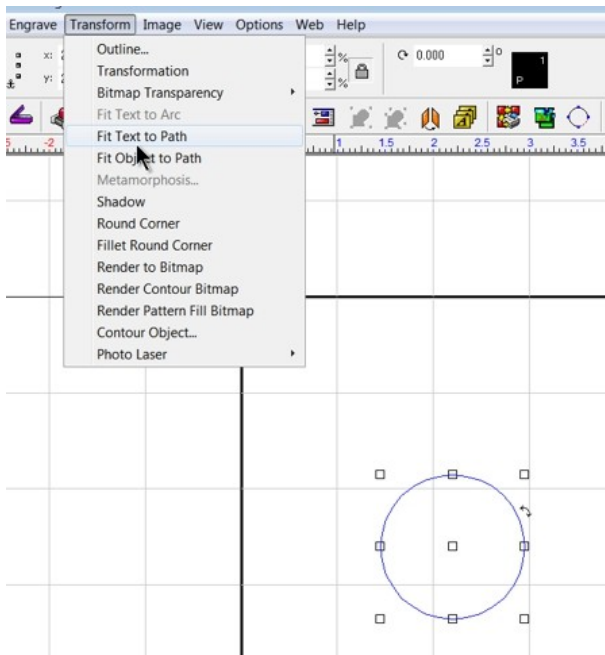 Engrave Transform Image View Options Web Help
x:
y:
%
%
0.000
o
1
P
-2 1 1.5 2 2.5 3 3.5
Outline...
Transformation
Bitmap Transparency
Fit Text to Arc
Fit Text to Path
Fit Object to Path
Metamorphosis...
Shadow
Round Corner
Fillet Round Corner
Render to Bitmap
Render Contour Bitmap
Render Pattern Fill Bitmap
Contour Object...
Photo Laser